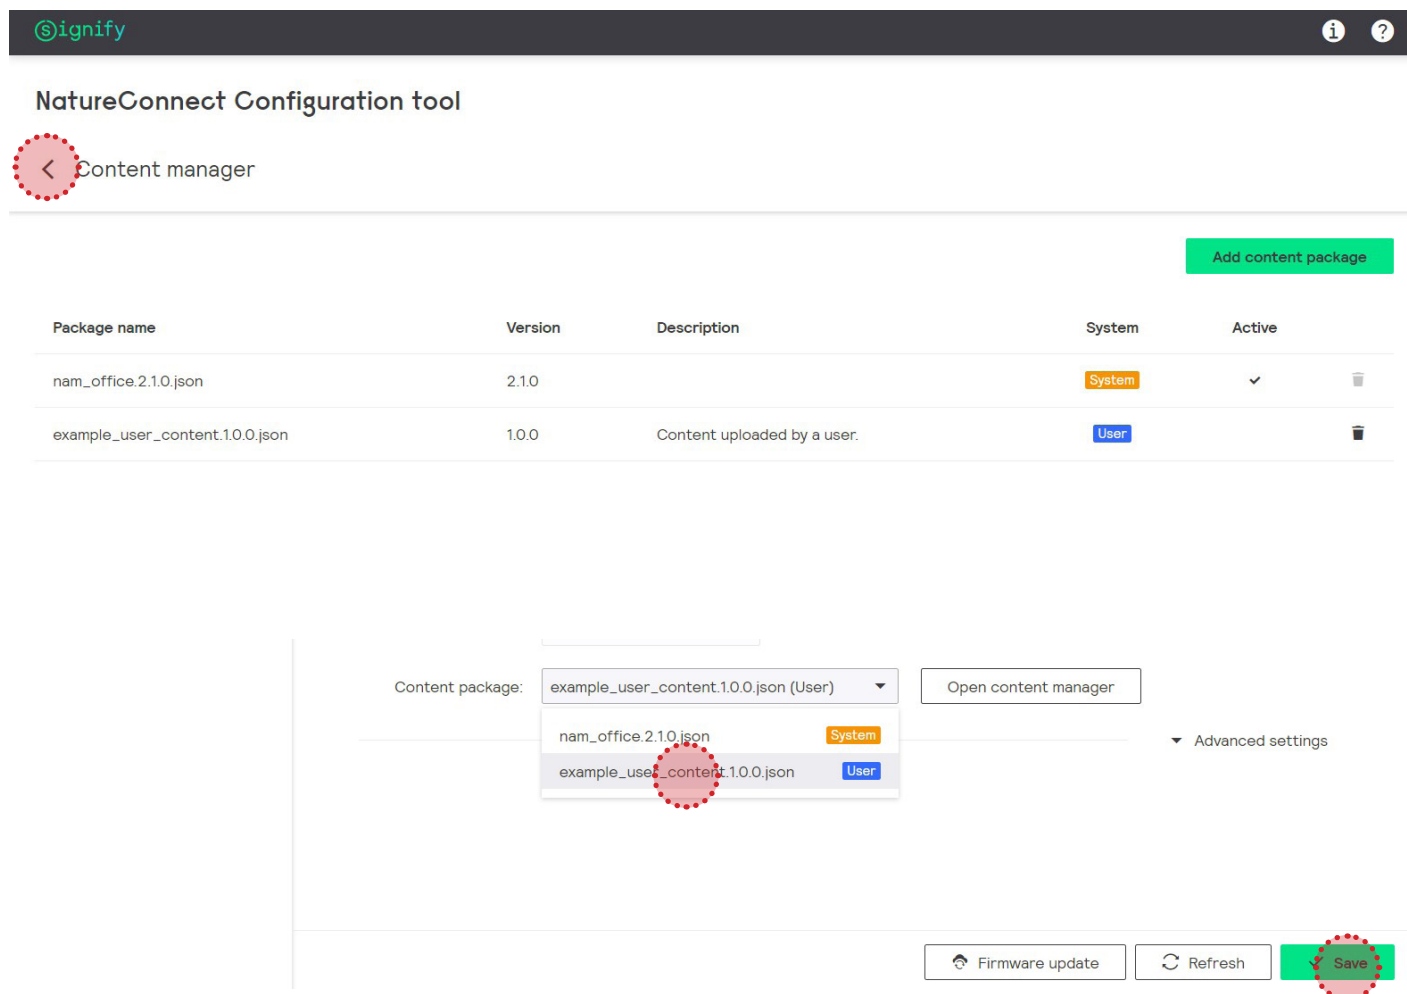 signify
NatureConnect Configuration tool
Content manager
Add content package
Package name Version Description System Active
nam_office.2.1.0.json 2.1.0 System
example_user_content.1.0.0.json 1.0.0 Content uploaded by a user. User
Content package: example_user_content.1.0.0.json (User) Open content manager
nam_office.2.1.0.json System
Advanced settings
example_user_content.1.0.0.json User
Firmware update Refresh Save